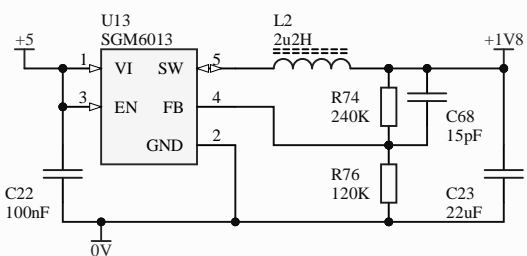 U13
SGM6013
+5
1
VI
SW
5
3
EN
FB
4
GND
2
L2
2u2H
+1V8
R74
240K
C68
15pF
R76
120K
C22
100nF
C23
22uF
0V